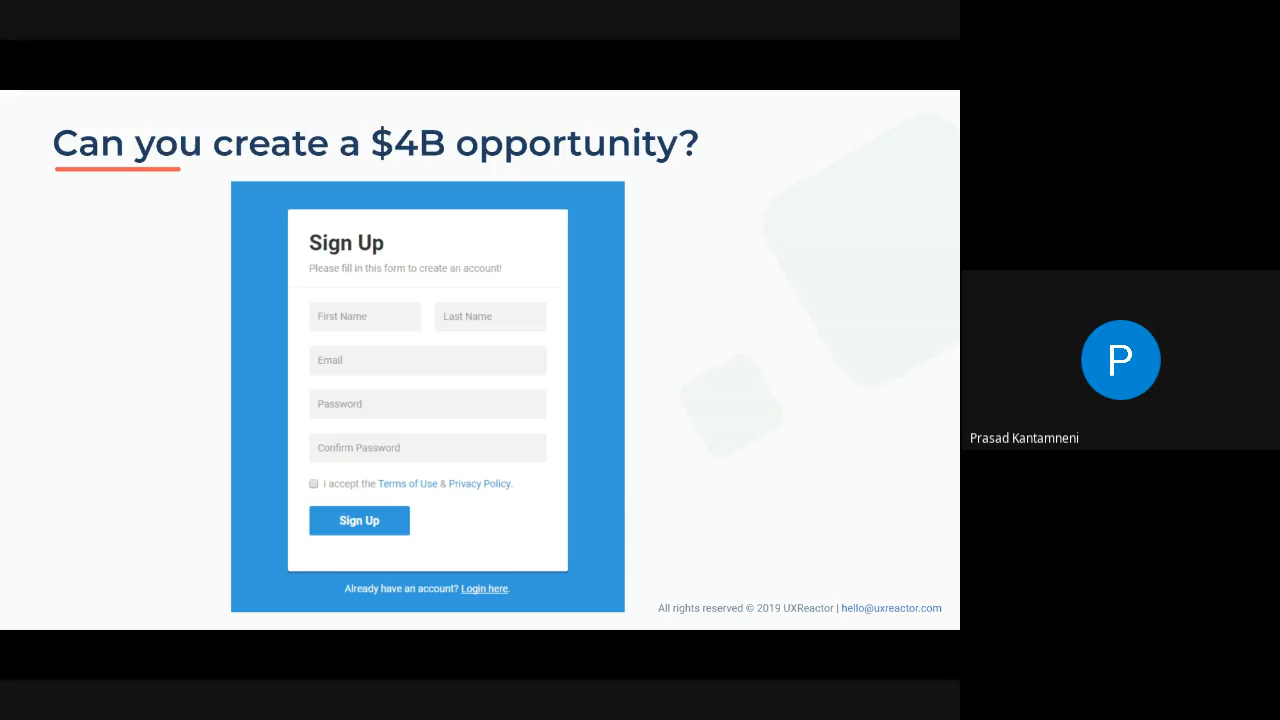 Can you create a $4B opportunity?
Sign Up
Please fill in this form to create an account!
First Name Last Name
Email
Password
Confirm Password
I accept the Terms of Use & Privacy Policy.
Sign Up
Already have an account? Login here.
All rights reserved © 2019 UXReactor | hello@uxreactor.com
P
Prasad Kantamneni